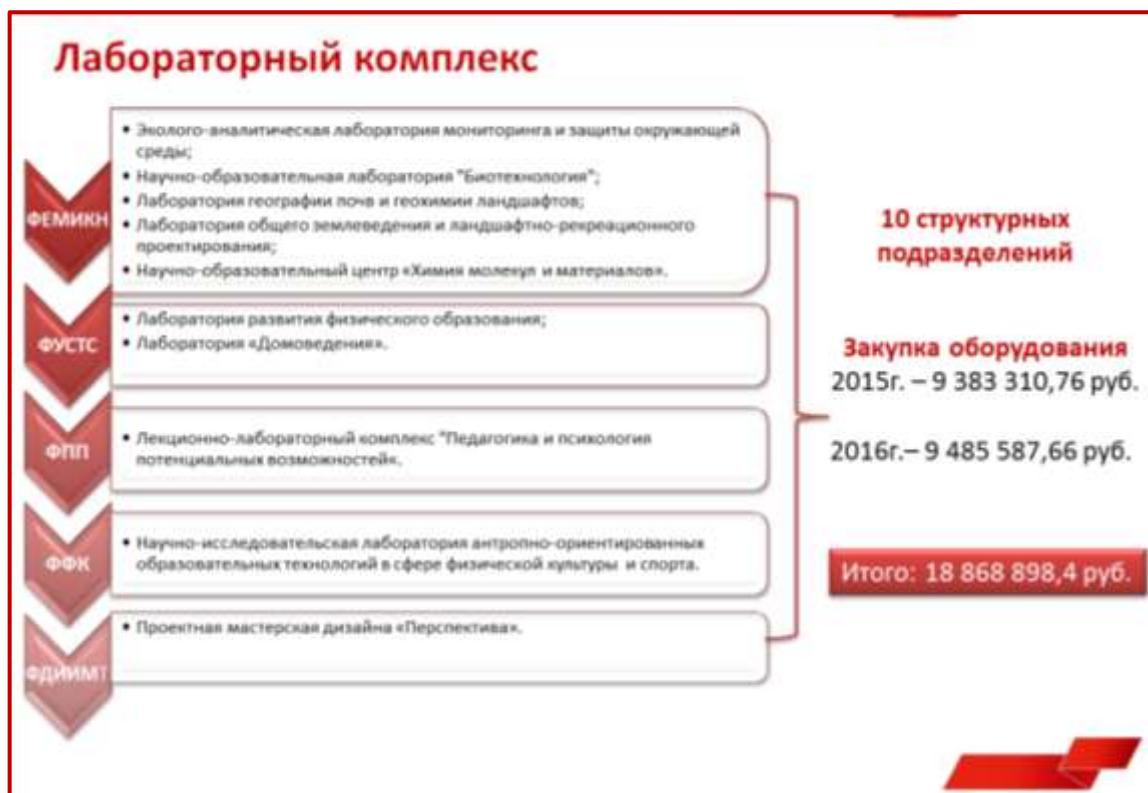 Лабораторный комплекс
ФЕМИКН
• Эколого-аналитическая лаборатория мониторинга и защиты окружающей
среды;
• Научно-образовательная лаборатория "Биотехнология";
• Лаборатория географии почв и геохимии ландшафтов;
• Лаборатория общего землеведения и ландшафтно-рекреационного
проектирования;
• Научно-образовательный центр «Химия молекул и материалов».
ФУСТС
• Лаборатория развития физического образования;
• Лаборатория «Домоведения».
ФПП
• Лекционно-лабораторный комплекс "Педагогика и психология
потенциальных возможностей«.
ФФК
• Научно-исследовательская лаборатория антропно-ориентированных
образовательных технологий в сфере физической культуры и спорта.
ФДИИМТ
• Проектная мастерская дизайна «Перспектива».
10 структурных
подразделений
Закупка оборудования
2015г. – 9 383 310,76 руб.
2016г.– 9 485 587,66 руб.
Итого: 18 868 898,4 руб.